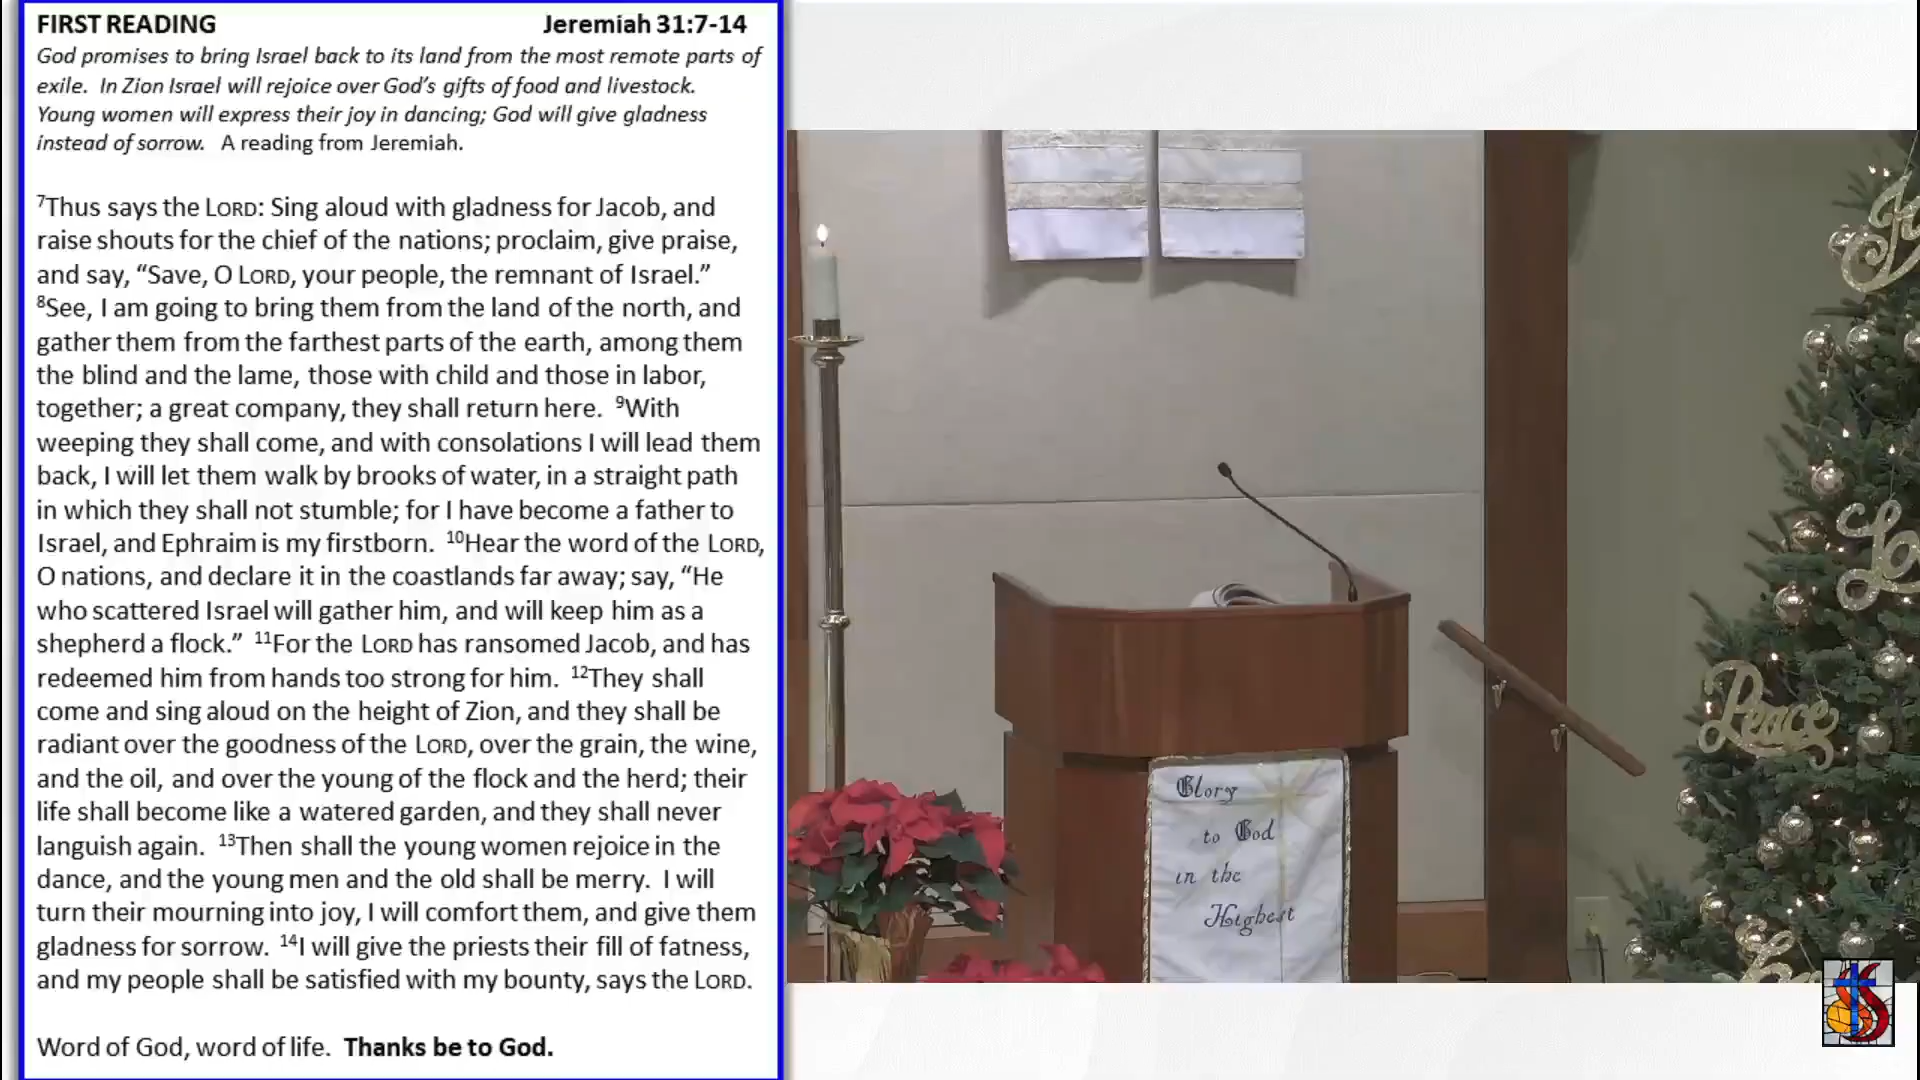 FIRST READING Jeremiah 31:7-14
God promises to bring Israel back to its land from the most remote parts of
exile. In Zion Israel will rejoice over God's gifts of food and livestock.
Young women will express their joy in dancing; God will give gladness
instead of sorrow. A reading from Jeremiah.
⁷Thus says the LORD: Sing aloud with gladness for Jacob, and
raise shouts for the chief of the nations; proclaim, give praise,
and say, “Save, O LORD, your people, the remnant of Israel.”
⁸See, I am going to bring them from the land of the north, and
gather them from the farthest parts of the earth, among them
the blind and the lame, those with child and those in labor,
together; a great company, they shall return here. ⁹With
weeping they shall come, and with consolations I will lead them
back, I will let them walk by brooks of water, in a straight path
in which they shall not stumble; for I have become a father to
Israel, and Ephraim is my firstborn. ¹⁰Hear the word of the LORD,
O nations, and declare it in the coastlands far away; say, “He
who scattered Israel will gather him, and will keep him as a
shepherd a flock.” ¹¹For the LORD has ransomed Jacob, and has
redeemed him from hands too strong for him. ¹²They shall
come and sing aloud on the height of Zion, and they shall be
radiant over the goodness of the LORD, over the grain, the wine,
and the oil, and over the young of the flock and the herd; their
life shall become like a watered garden, and they shall never
languish again. ¹³Then shall the young women rejoice in the
dance, and the young men and the old shall be merry. I will
turn their mourning into joy, I will comfort them, and give them
gladness for sorrow. ¹⁴I will give the priests their fill of fatness,
and my people shall be satisfied with my bounty, says the LORD.
Word of God, word of life. Thanks be to God.
Glory
to God
in the
Highest
Peace